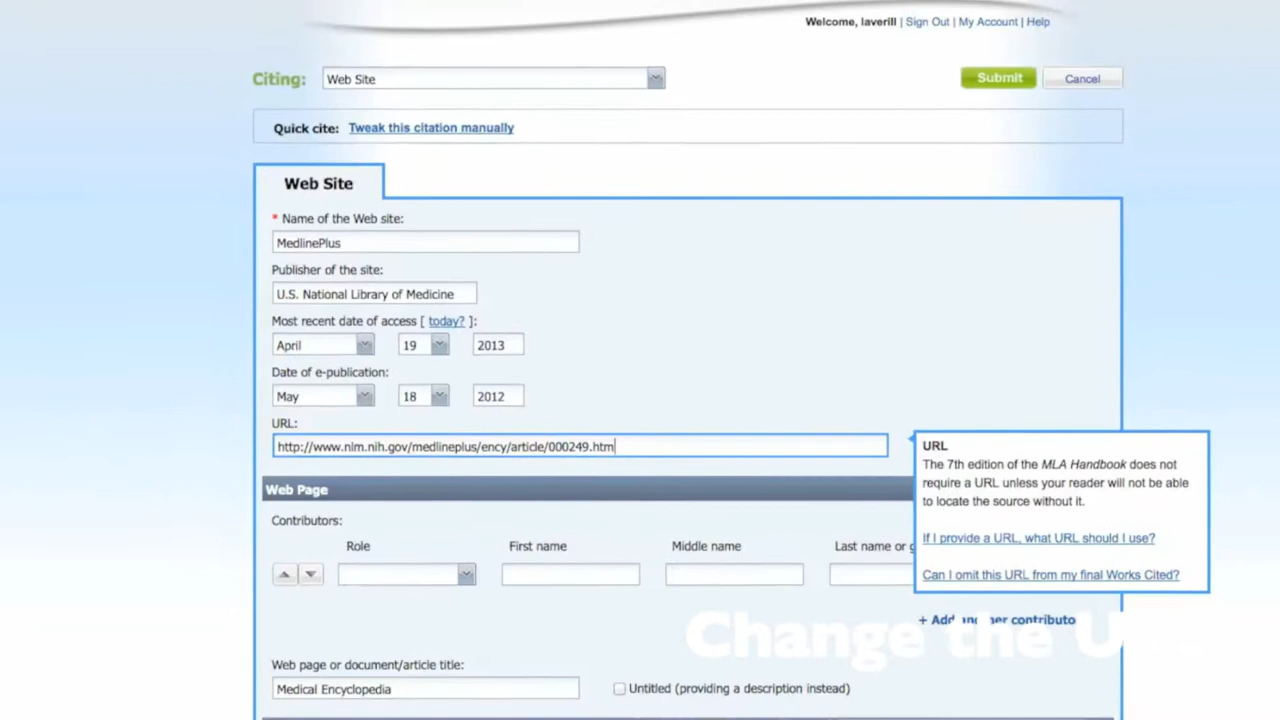 Welcome, laverill | Sign Out | My Account | Help
Citing: Web Site Submit Cancel
Quick cite: Tweak this citation manually
Web Site
* Name of the Web site:
MedlinePlus
Publisher of the site:
U.S. National Library of Medicine
Most recent date of access [ today? ]:
April 19 2013
Date of e-publication:
May 18 2012
URL:
http://www.nlm.nih.gov/medlineplus/ency/article/000249.htm
URL
The 7th edition of the MLA Handbook does not
require a URL unless your reader will not be able
to locate the source without it.
If I provide a URL, what URL should I use?
Can I omit this URL from my final Works Cited?
Web Page
Contributors:
Role First name Middle name Last name or g
+ Add another contributo
Change the U
Web page or document/article title:
Medical Encyclopedia
Untitled (providing a description instead)